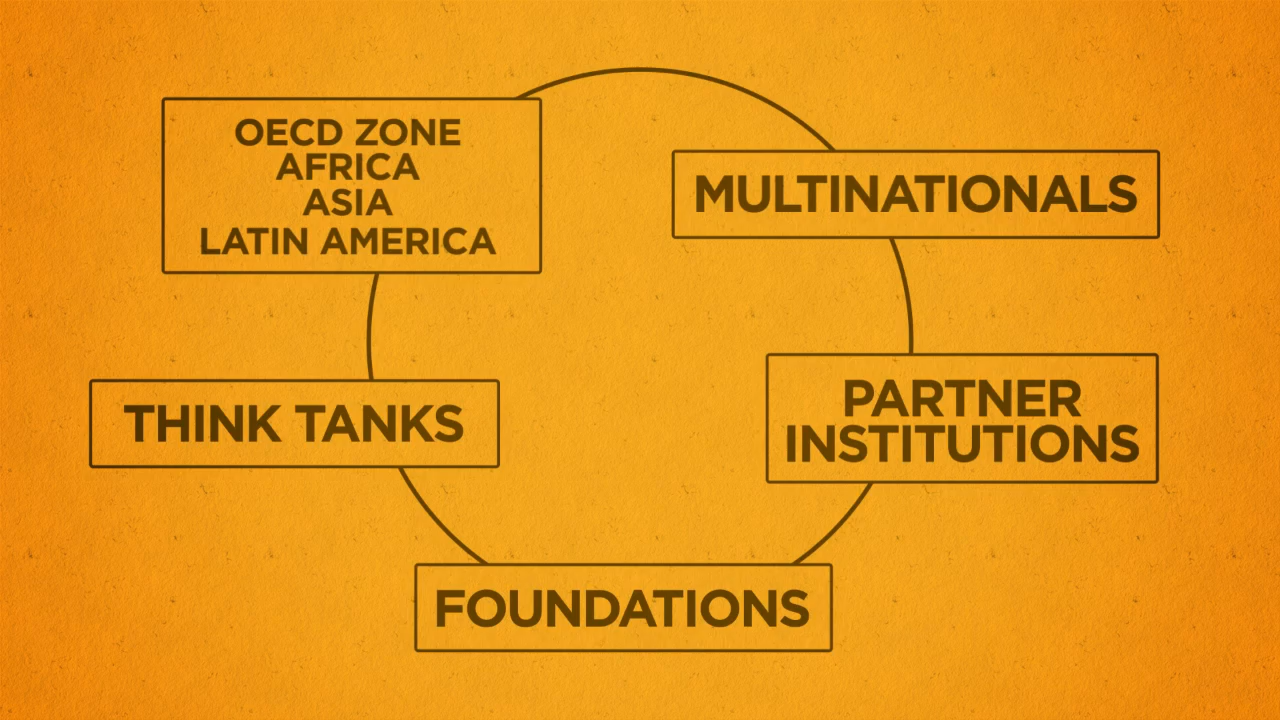 OECD ZONE
AFRICA
ASIA
LATIN AMERICA
MULTINATIONALS
THINK TANKS
PARTNER
INSTITUTIONS
FOUNDATIONS